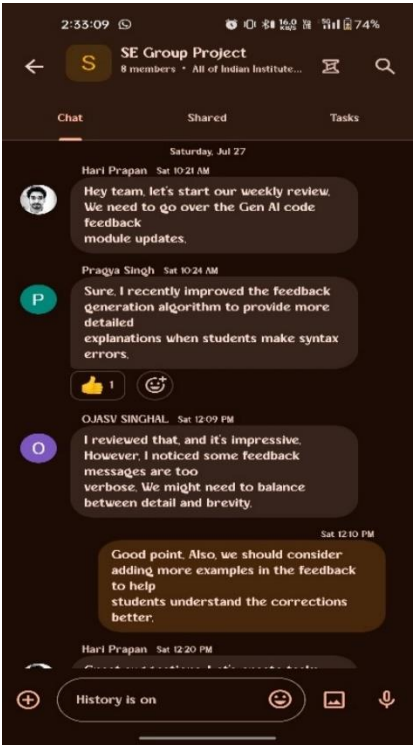 2:33:09 16.0 KB/S 5G 74%
SE Group Project
8 members • All of Indian Institute...
S
Chat Shared Tasks
Saturday, Jul 27
Hari Prapan Sat 10:21 AM
Hey team, let's start our weekly review.
We need to go over the Gen AI code
feedback
module updates.
Pragya Singh Sat 10:24 AM
P
Sure, I recently improved the feedback
generation algorithm to provide more
detailed
explanations when students make syntax
errors.
1
OJASV SINGHAL Sat 12:09 PM
O
I reviewed that, and it's impressive.
However, I noticed some feedback
messages are too
verbose. We might need to balance
between detail and brevity.
Sat 12:10 PM
Good point. Also, we should consider
adding more examples in the feedback
to help
students understand the corrections
better.
Hari Prapan Sat 12:20 PM
History is on